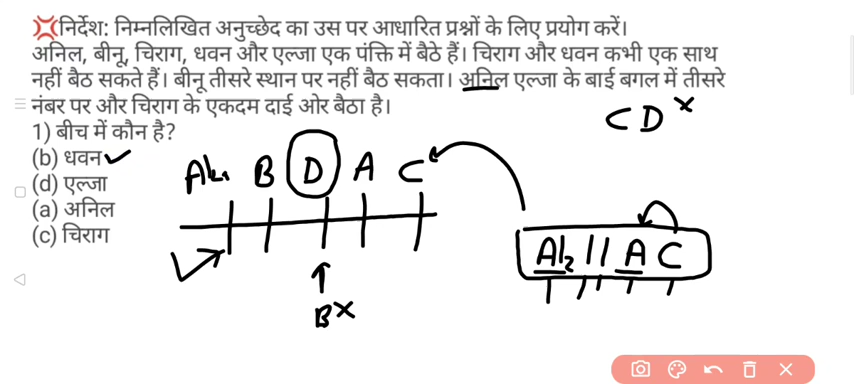 निर्देश: निम्नलिखित अनुच्छेद का उस पर आधारित प्रश्नों के लिए प्रयोग करें।
अनिल, बीनू, चिराग, धवन और एल्जा एक पंक्ति में बैठे हैं। चिराग और धवन कभी एक साथ
नहीं बैठ सकते हैं। बीनू तीसरे स्थान पर नहीं बैठ सकता। अनिल एल्जा के बाई बगल में तीसरे
नंबर पर और चिराग के एकदम दाई ओर बैठा है।
CD x
1) बीच में कौन है?
(b) धवन
(d) एल्जा
(a) अनिल
(c) चिराग
B D A C
A C
B x